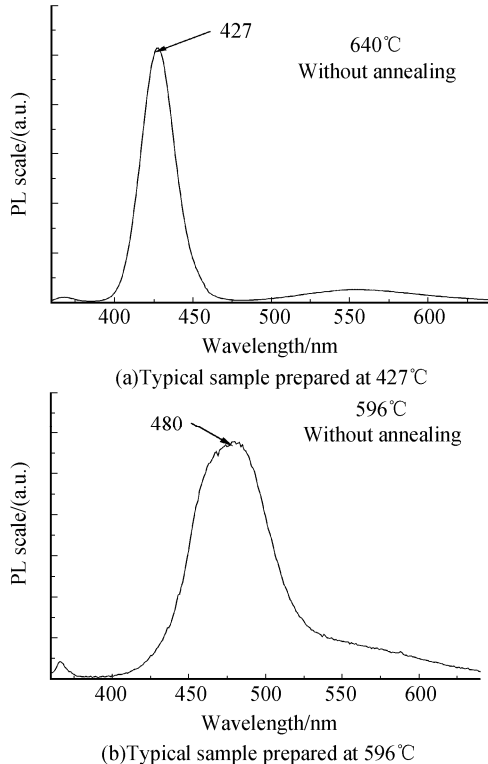 427
640℃
Without annealing
PL scale/(a.u.)
400 450 500 550 600
Wavelength/nm
(a)Typical sample prepared at 427℃
480
596℃
Without annealing
PL scale/(a.u.)
400 450 500 550 600
Wavelength/nm
(b)Typical sample prepared at 596℃